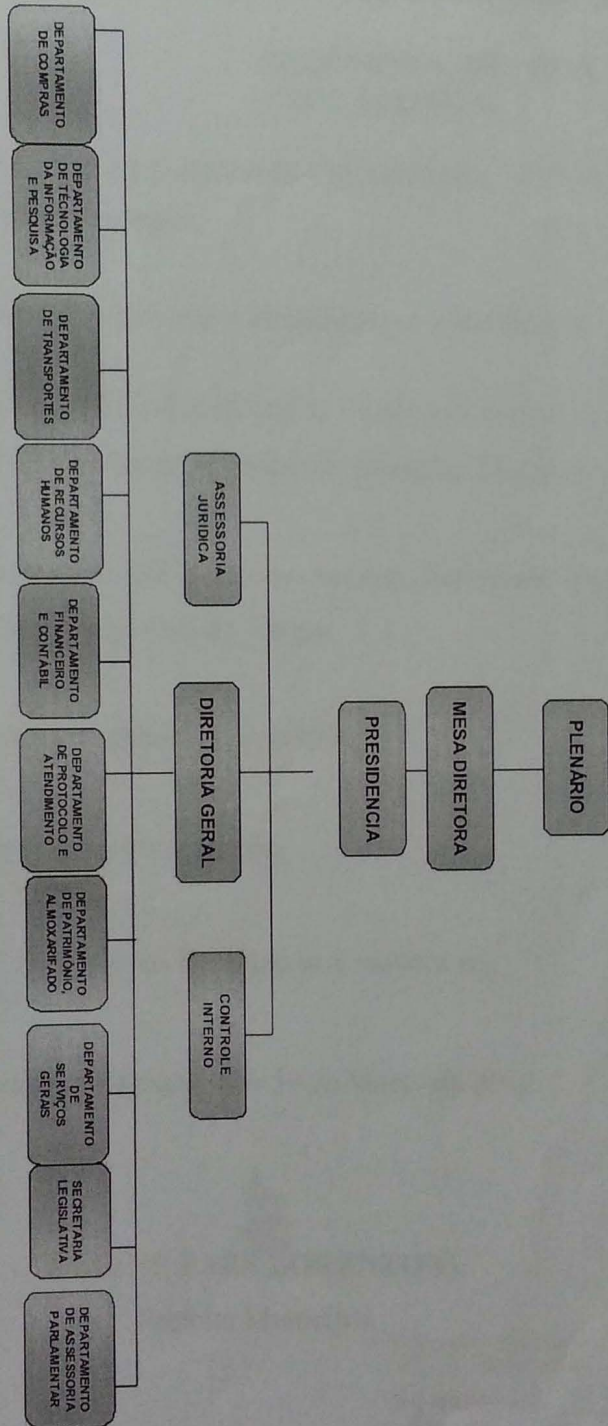 PLENÁRIO
MESA DIRETORA
PRESIDENCIA
ASSESSORIA
JURIDICA
DIRETORIA GERAL
CONTROLE
INTERNO
DEPARTAMENTO
DE COMPRAS
DEPARTAMENTO
DE TÉCNOLOGIA
DA INFORMAÇÃO
E PESQUISA
DEPARTAMENTO
DE TRANSPORTES
DEPARTAMENTO
DE RECURSOS
HUMANOS
DEPARTAMENTO
FINANCEIRO
E CONTÁBIL
DEPARTAMENTO
DE PROTOCOLO E
ATENDIMENTO
DEPARTAMENTO
DE PATRIMÔNIO,
ALMOXARIFADO
DEPARTAMENTO
DE
SERVIÇOS
GERAIS
SECRETARIA
LEGISLATIVA
DEPARTAMENTO
DE ASSESSORIA
PARLAMENTAR